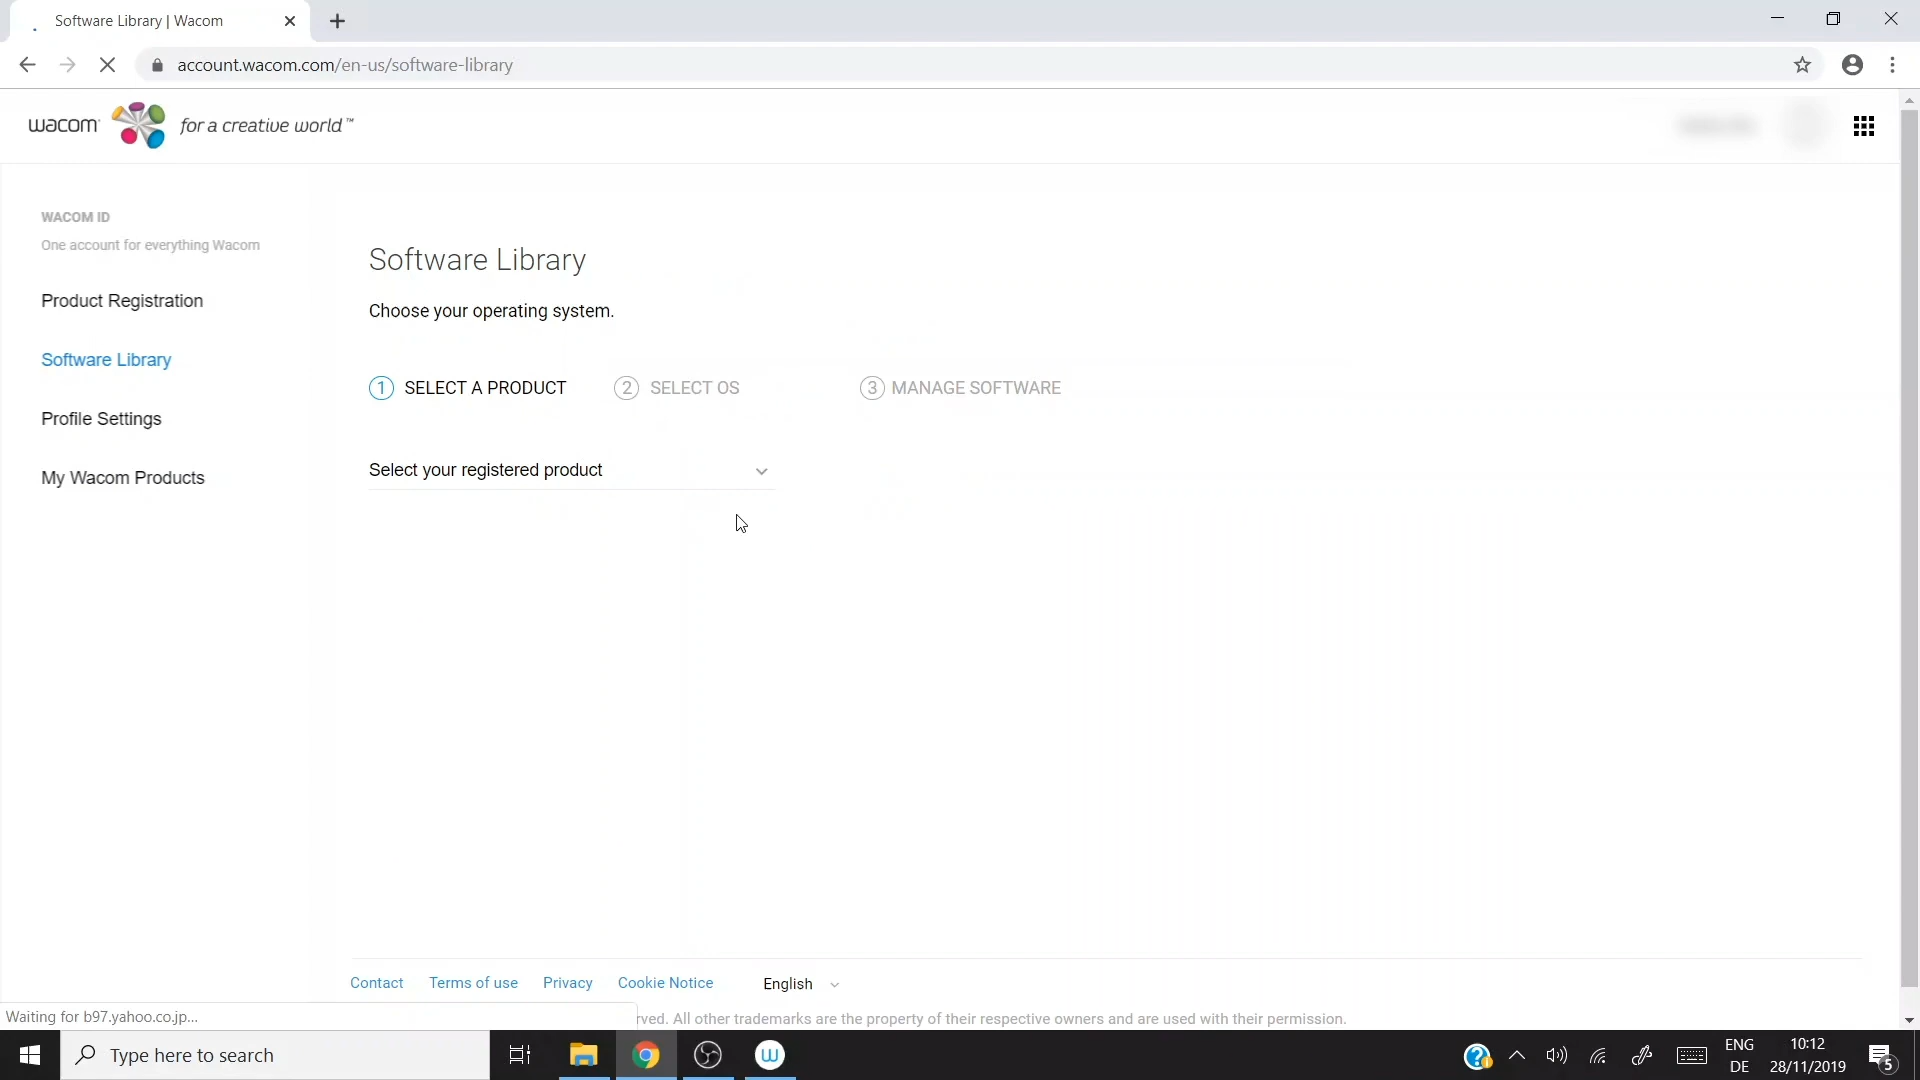 Software Library | Wacom
account.wacom.com/en-us/software-library
wacom® for a creative world™
WACOM ID
One account for everything Wacom
Product Registration
Software Library
Profile Settings
My Wacom Products
Software Library
Choose your operating system.
1 SELECT A PRODUCT 2 SELECT OS 3 MANAGE SOFTWARE
Select your registered product
Contact Terms of use Privacy Cookie Notice English
Waiting for b97.yahoo.co.jp...
rved. All other trademarks are the property of their respective owners and are used with their permission.
Type here to search
ENG
DE
10:12
28/11/2019
5